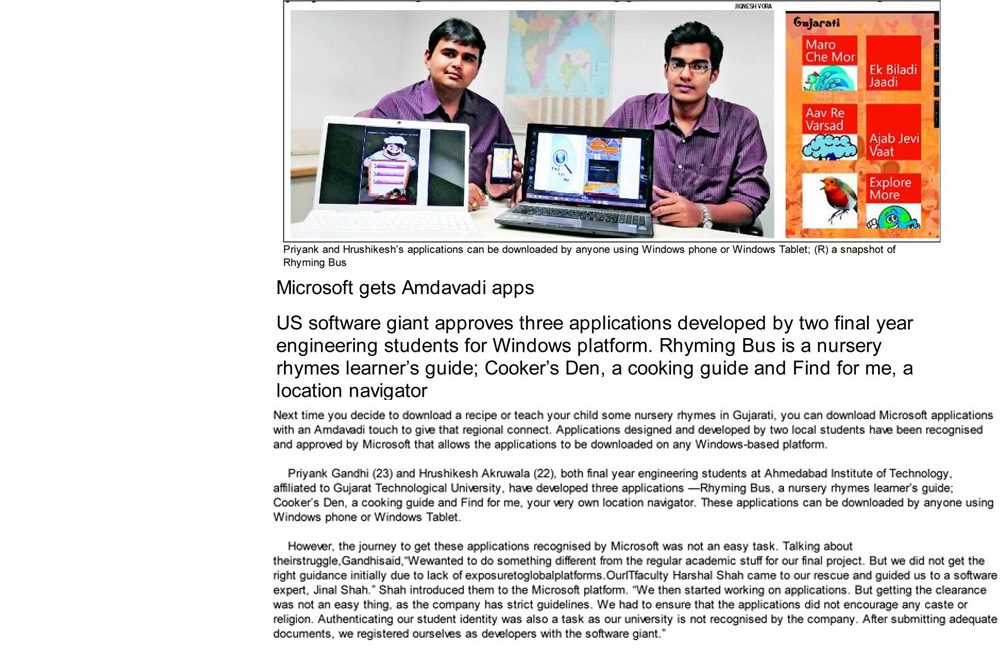 JIGNESH VORA
Gujarati
Maro
Che Mor
Ek Biladi
Jaadi
Aav Re
Varsad
Ajab Jevi
Vaat
Explore
More
Priyank and Hrushikesh's applications can be downloaded by anyone using Windows phone or Windows Tablet; (R) a snapshot of
Rhyming Bus
Microsoft gets Amdavadi apps
US software giant approves three applications developed by two final year
engineering students for Windows platform. Rhyming Bus is a nursery
rhymes learner's guide; Cooker's Den, a cooking guide and Find for me, a
location navigator
Next time you decide to download a recipe or teach your child some nursery rhymes in Gujarati, you can download Microsoft applications
with an Amdavadi touch to give that regional connect. Applications designed and developed by two local students have been recognised
and approved by Microsoft that allows the applications to be downloaded on any Windows-based platform.
Priyank Gandhi (23) and Hrushikesh Akruwala (22), both final year engineering students at Ahmedabad Institute of Technology,
affiliated to Gujarat Technological University, have developed three applications —Rhyming Bus, a nursery rhymes learner's guide;
Cooker's Den, a cooking guide and Find for me, your very own location navigator. These applications can be downloaded by anyone using
Windows phone or Windows Tablet.
However, the journey to get these applications recognised by Microsoft was not an easy task. Talking about
theirstruggle,Gandhisaid,"Wewanted to do something different from the regular academic stuff for our final project. But we did not get the
right guidance initially due to lack of exposuretoglobalplatforms.OurITfaculty Harshal Shah came to our rescue and guided us to a software
expert, Jinal Shah." Shah introduced them to the Microsoft platform. "We then started working on applications. But getting the clearance
was not an easy thing, as the company has strict guidelines. We had to ensure that the applications did not encourage any caste or
religion. Authenticating our student identity was also a task as our university is not recognised by the company. After submitting adequate
documents, we registered ourselves as developers with the software giant."